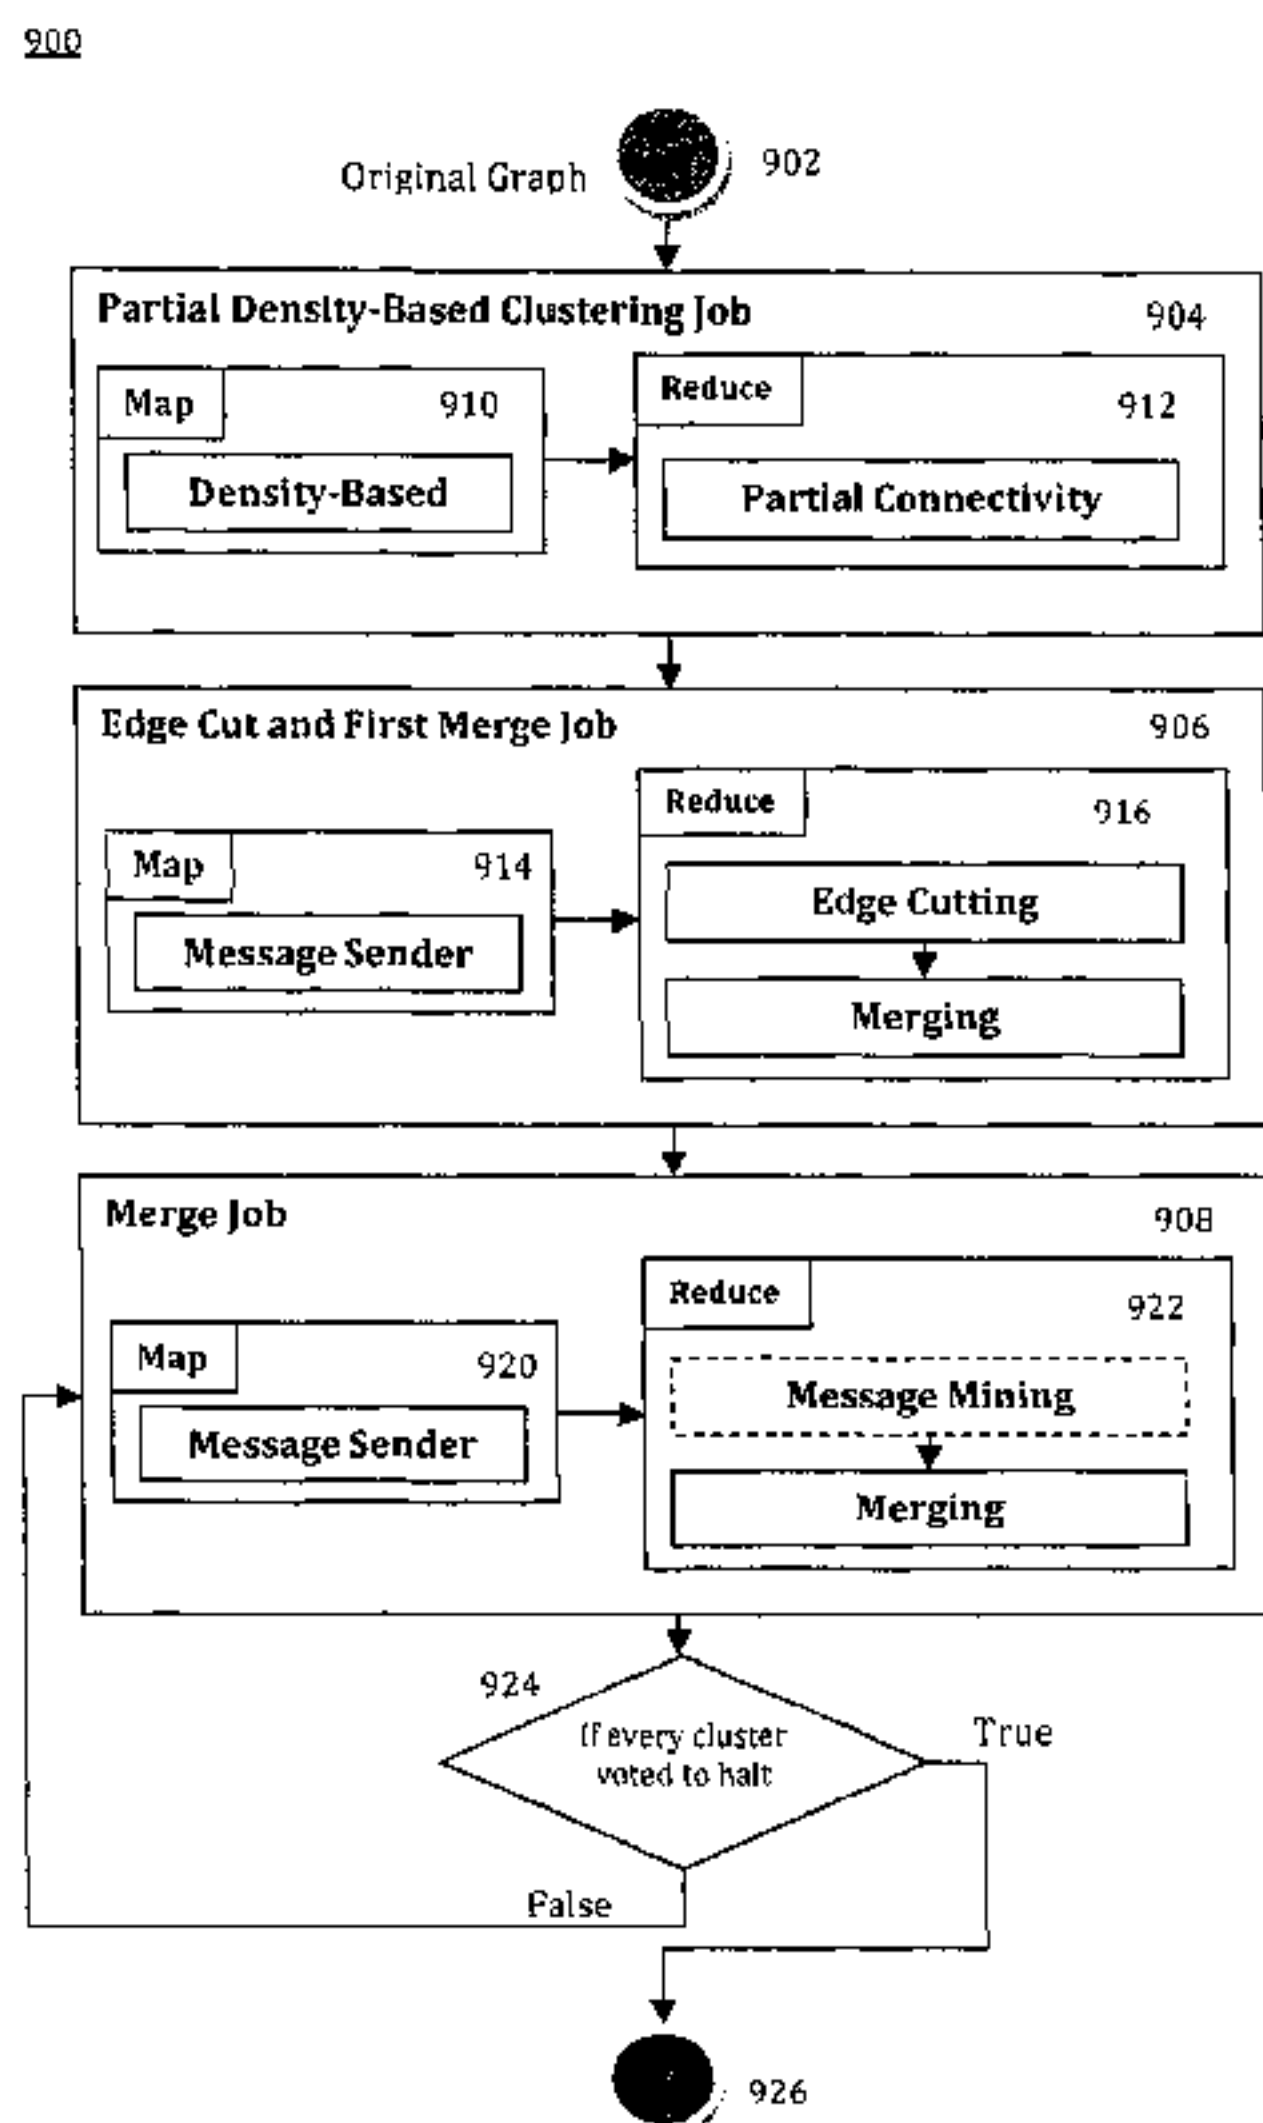 900
Original Graph 902
Partial Density-Based Clustering Job 904
Map 910
Density-Based
Reduce 912
Partial Connectivity
Edge Cut and First Merge Job 906
Map 914
Message Sender
Reduce 916
Edge Cutting
Merging
Merge Job 908
Map 920
Message Sender
Reduce 922
Message Mining
Merging
924
If every cluster
voted to halt
True
False
926